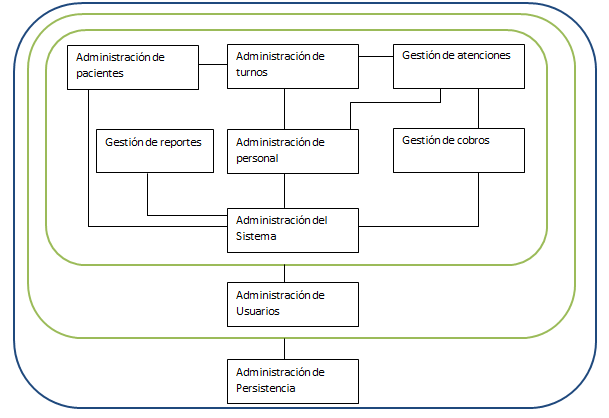 Administración de
pacientes
Administración de
turnos
Gestión de atenciones
Gestión de reportes
Administración de
personal
Gestión de cobros
Administración del
Sistema
Administración de
Usuarios
Administración de
Persistencia